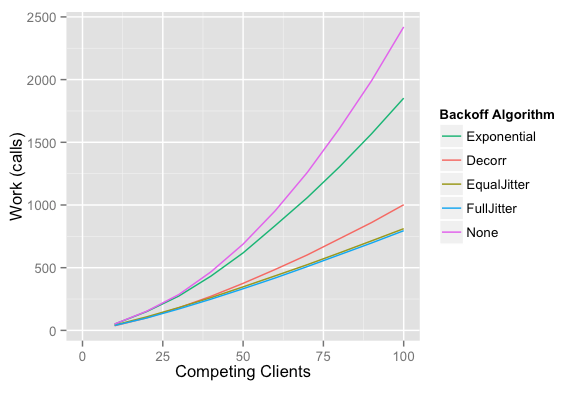 2500
2000
1500
1000
500
0
Work (calls)
0
25
50
75
100
Competing Clients
Backoff Algorithm
Exponential
Decorr
EqualJitter
FullJitter
None